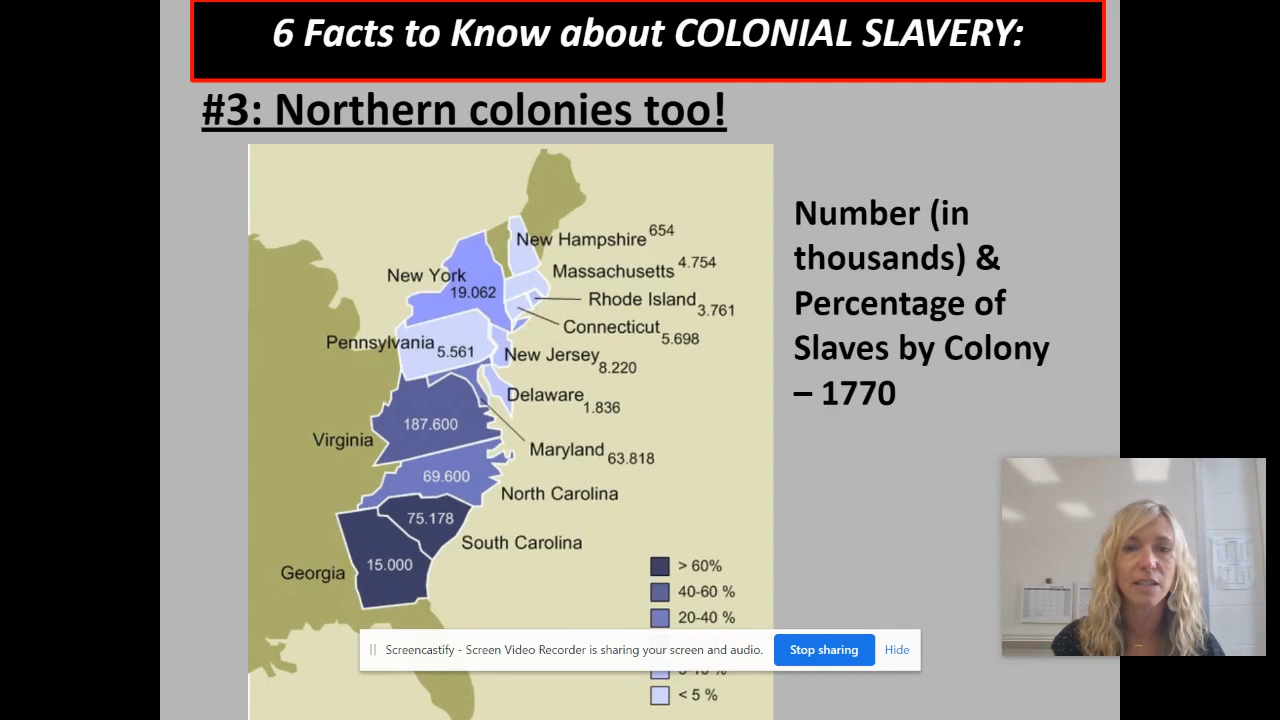 6 Facts to Know about COLONIAL SLAVERY:
#3: Northern colonies too!
Number (in
thousands) &
Percentage of
Slaves by Colony
– 1770
New Hampshire 654
Massachusetts 4.754
New York
19.062
Rhode Island 3.761
Connecticut 5.698
Pennsylvania 5.561
New Jersey 8.220
Delaware 1.836
187.600
Virginia
Maryland 63.818
69.600
North Carolina
75.178
South Carolina
15.000
Georgia
> 60%
40-60 %
20-40 %
< 5 %
Screencastify - Screen Video Recorder is sharing your screen and audio.
Stop sharing
Hide